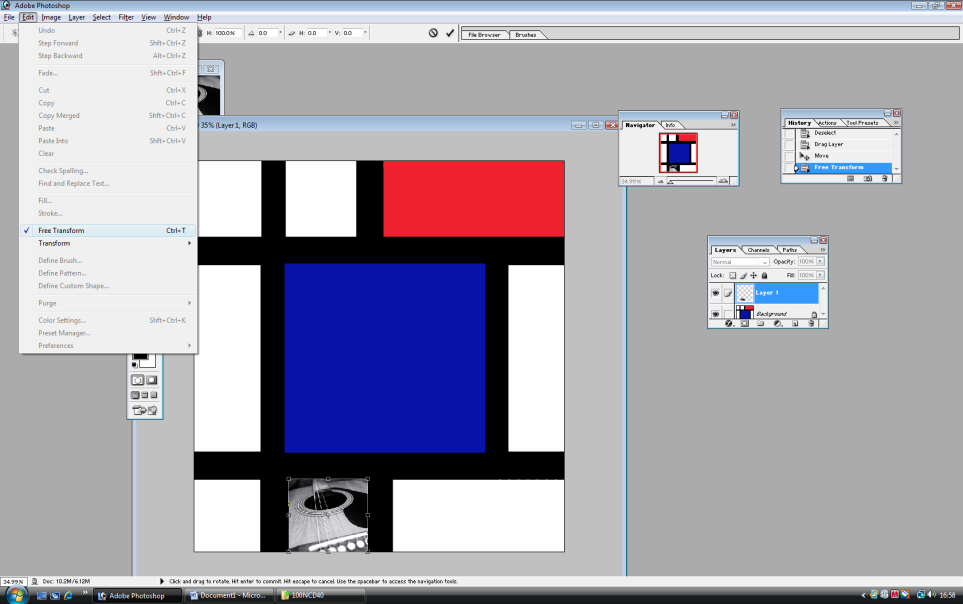 Adobe Photoshop
File Edit Image Layer Select Filter View Window Help
H: 100.0% 0.0 ° H: 0.0 ° V: 0.0 ° File Browser Brushes
Undo Ctrl+Z
Step Forward Shft+Ctrl+Z
Step Backward Alt+Ctrl+Z
Fade... Shft+Ctrl+F
Cut Ctrl+X
Copy Ctrl+C
Copy Merged Shft+Ctrl+C
Paste Ctrl+V
Paste Into Shft+Ctrl+V
Clear
Check Spelling...
Find and Replace Text...
Fill...
Stroke...
Free Transform Ctrl+T
Transform
Define Brush...
Define Pattern...
Define Custom Shape...
Purge
Color Settings... Shft+Ctrl+K
Preset Manager...
Preferences
35% (Layer 1, RGB)
Navigator Info
34.99%
History Actions Tool Presets
Deselect
Drag Layer
Move
Free Transform
Layers Channels Paths
Normal Opacity: 100%
Lock: Fill: 100%
Layer 1
Background
34.99% Doc: 10.2M/6.12M Click and drag to rotate. Hit enter to commit. Hit escape to cancel. Use the spacebar to access the navigation tools.
Adobe Photoshop Document1 - Micro... 100NCD40 16:58